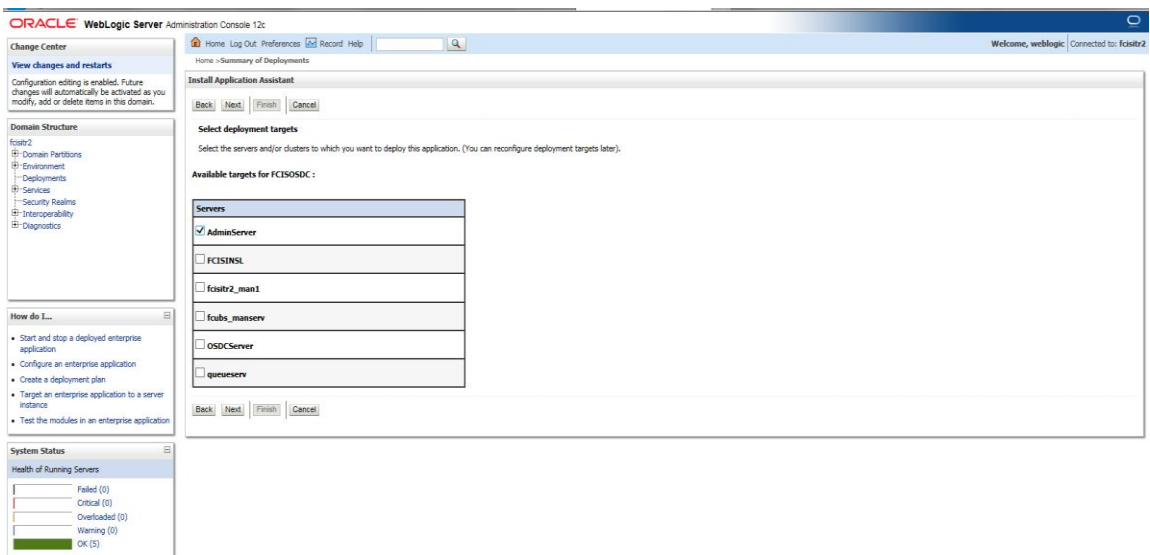 ORACLE WebLogic Server Administration Console 12c
Change Center
View changes and restarts
Configuration editing is enabled. Future
changes will automatically be activated as you
modify, add or delete items in this domain.
Domain Structure
fcisitr2
Domain Partitions
Environment
Deployments
Services
Security Realms
Interoperability
Diagnostics
How do I...
Start and stop a deployed enterprise
application
Configure an enterprise application
Create a deployment plan
Target an enterprise application to a server
instance
Test the modules in an enterprise application
System Status
Health of Running Servers
Failed (0)
Critical (0)
Overloaded (0)
Warning (0)
OK (5)
Home Log Out Preferences Record Help
Welcome, weblogic Connected to: fcisitr2
Home >Summary of Deployments
Install Application Assistant
Back Next Finish Cancel
Select deployment targets
Select the servers and/or clusters to which you want to deploy this application. (You can reconfigure deployment targets later).
Available targets for FCISOSDC :
Servers
AdminServer
FCISINSL
fcisitr2_man1
fcubs_manserv
OSDCServer
queueserv
Back Next Finish Cancel